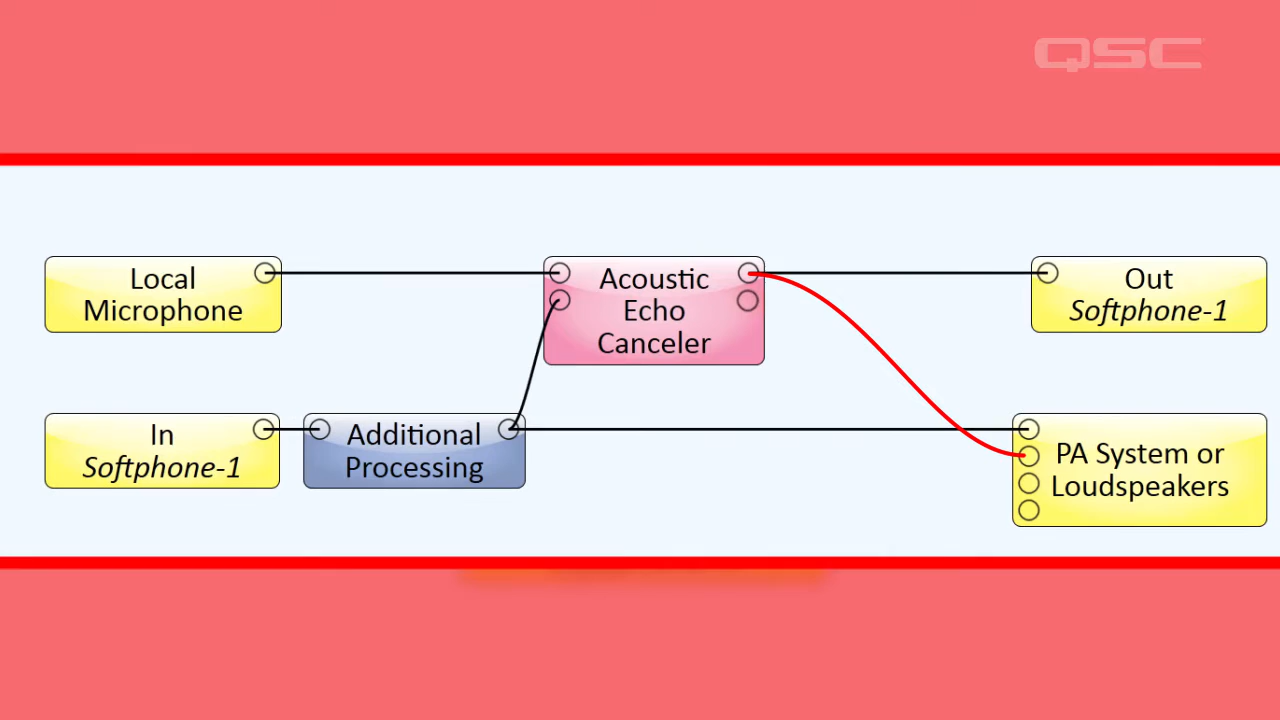 QSC
Local
Microphone
Acoustic
Echo
Canceler
Out
Softphone-1
In
Softphone-1
Additional
Processing
PA System or
Loudspeakers